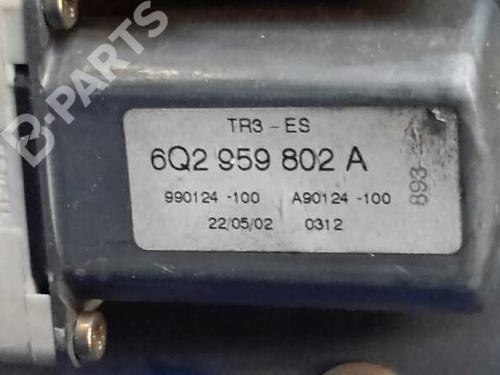 B-PARTS
TR3 - ES
6Q2 959 802 A
990124 -100 A90124 -100
22/05/02 0312
893